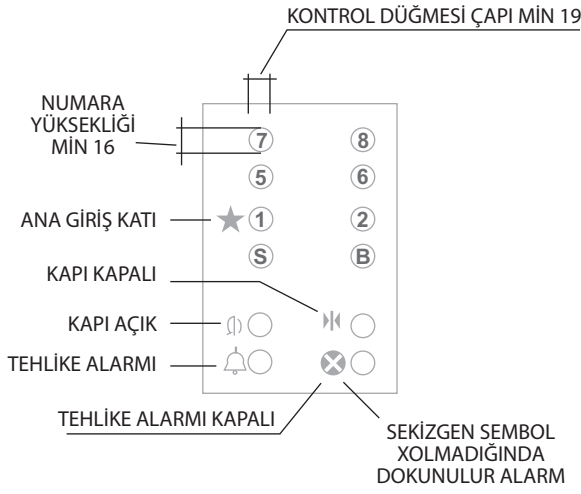 KONTROL DÜĞMESİ ÇAPI MİN 19
NUMARA
YÜKSEKLİĞİ
MİN 16
7 8
5 6
ANA GİRİŞ KATI
1 2
S B
KAPI KAPALI
KAPI AÇIK
TEHLİKE ALARMI
TEHLİKE ALARMI KAPALI
SEKİZGEN SEMBOL
XOLMADIĞINDA
DOKUNULUR ALARM